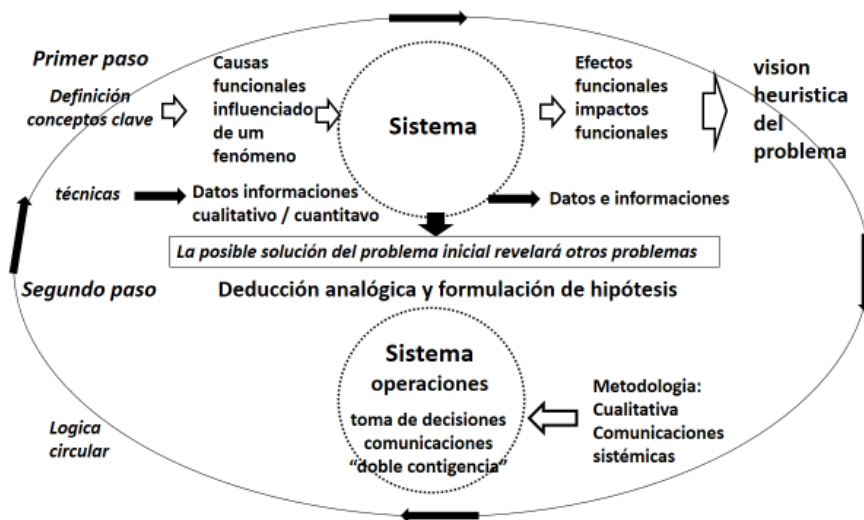 Primer paso
Definición
conceptos clave
Causas
funcionales
influenciado
de um
fenómeno
Sistema
Efectos
funcionales
impactos
funcionales
vision
heuristica
del
problema
técnicas
Datos informaciones
cualitativo / cuantitavo
Datos e informaciones
La posible solución del problema inicial revelará otros problemas
Segundo paso
Deducción analógica y formulación de hipótesis
Sistema
operaciones
toma de decisiones
comunicaciones
“doble contigencia”
Metodologia:
Cualitativa
Comunicaciones
sistémicas
Logica
circular